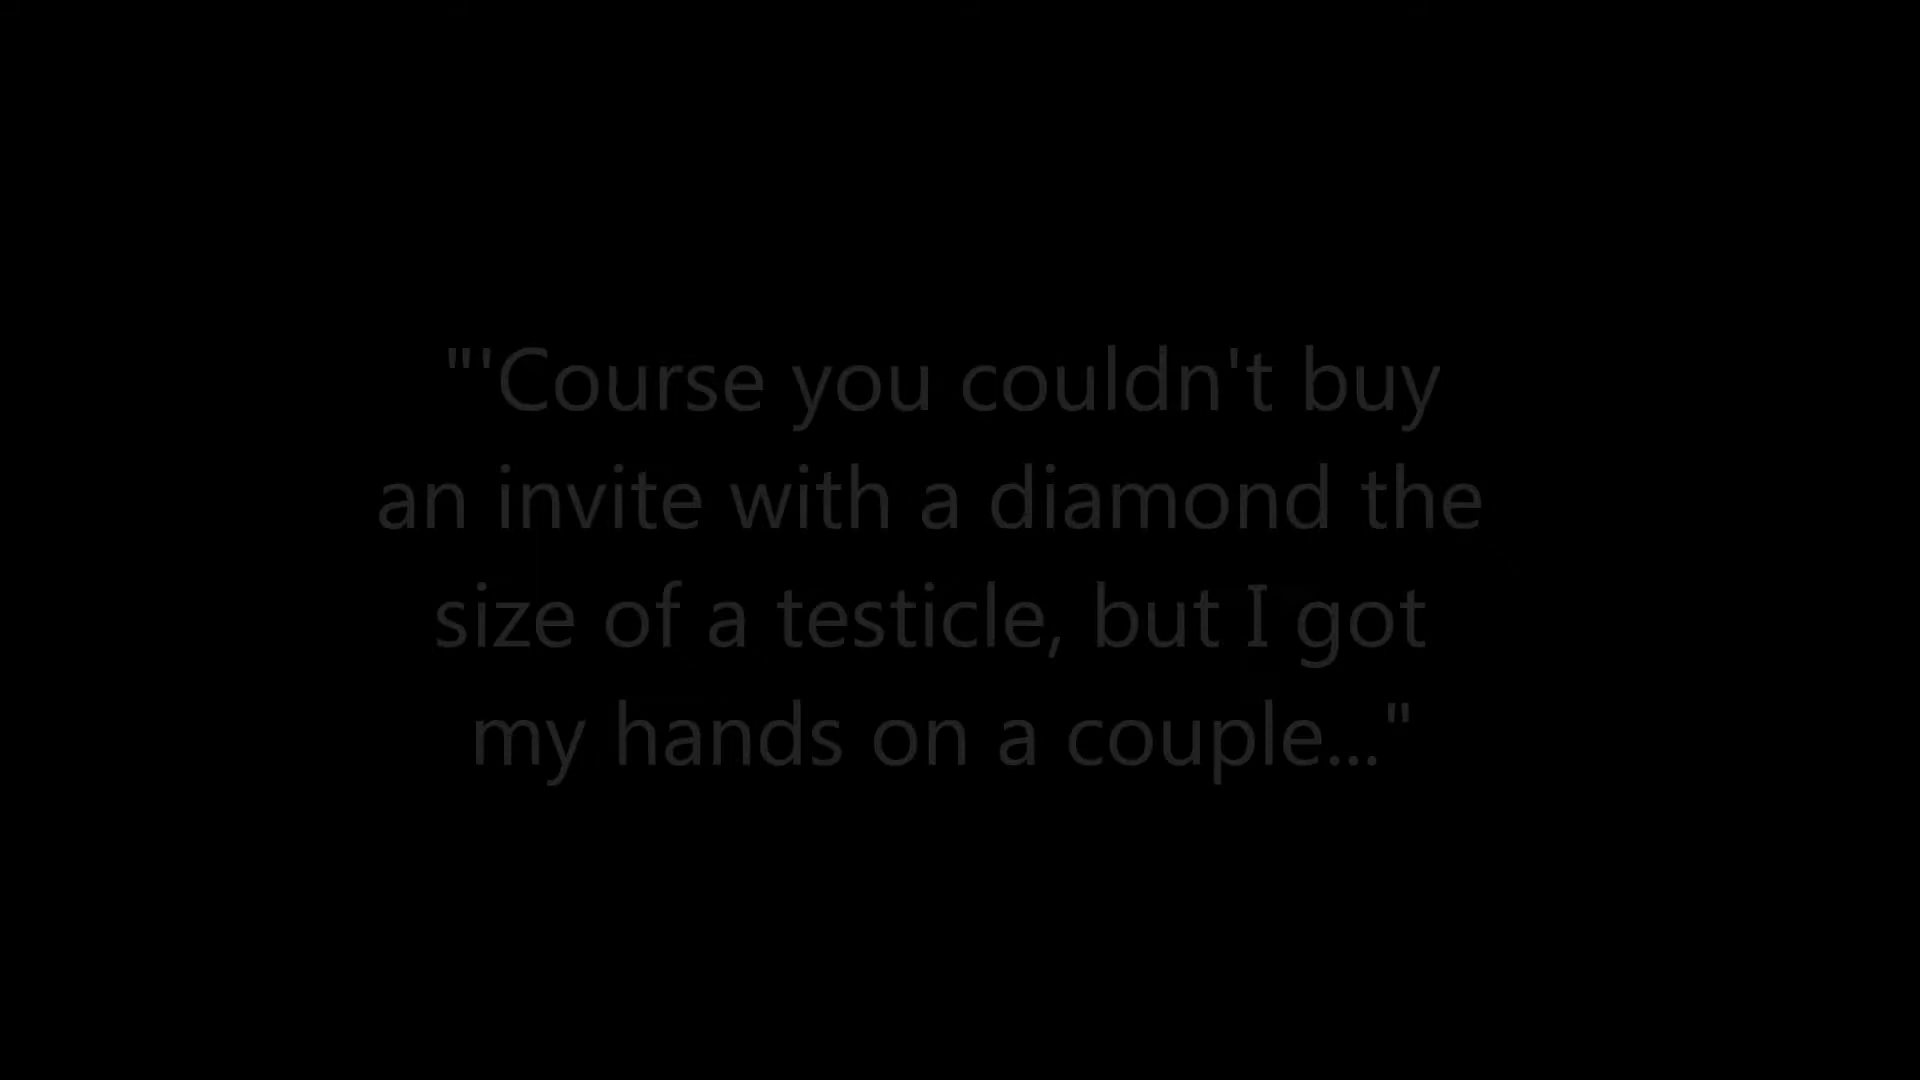 "'Course you couldn't buy
an invite with a diamond the
size of a testicle, but I got
my hands on a couple..."